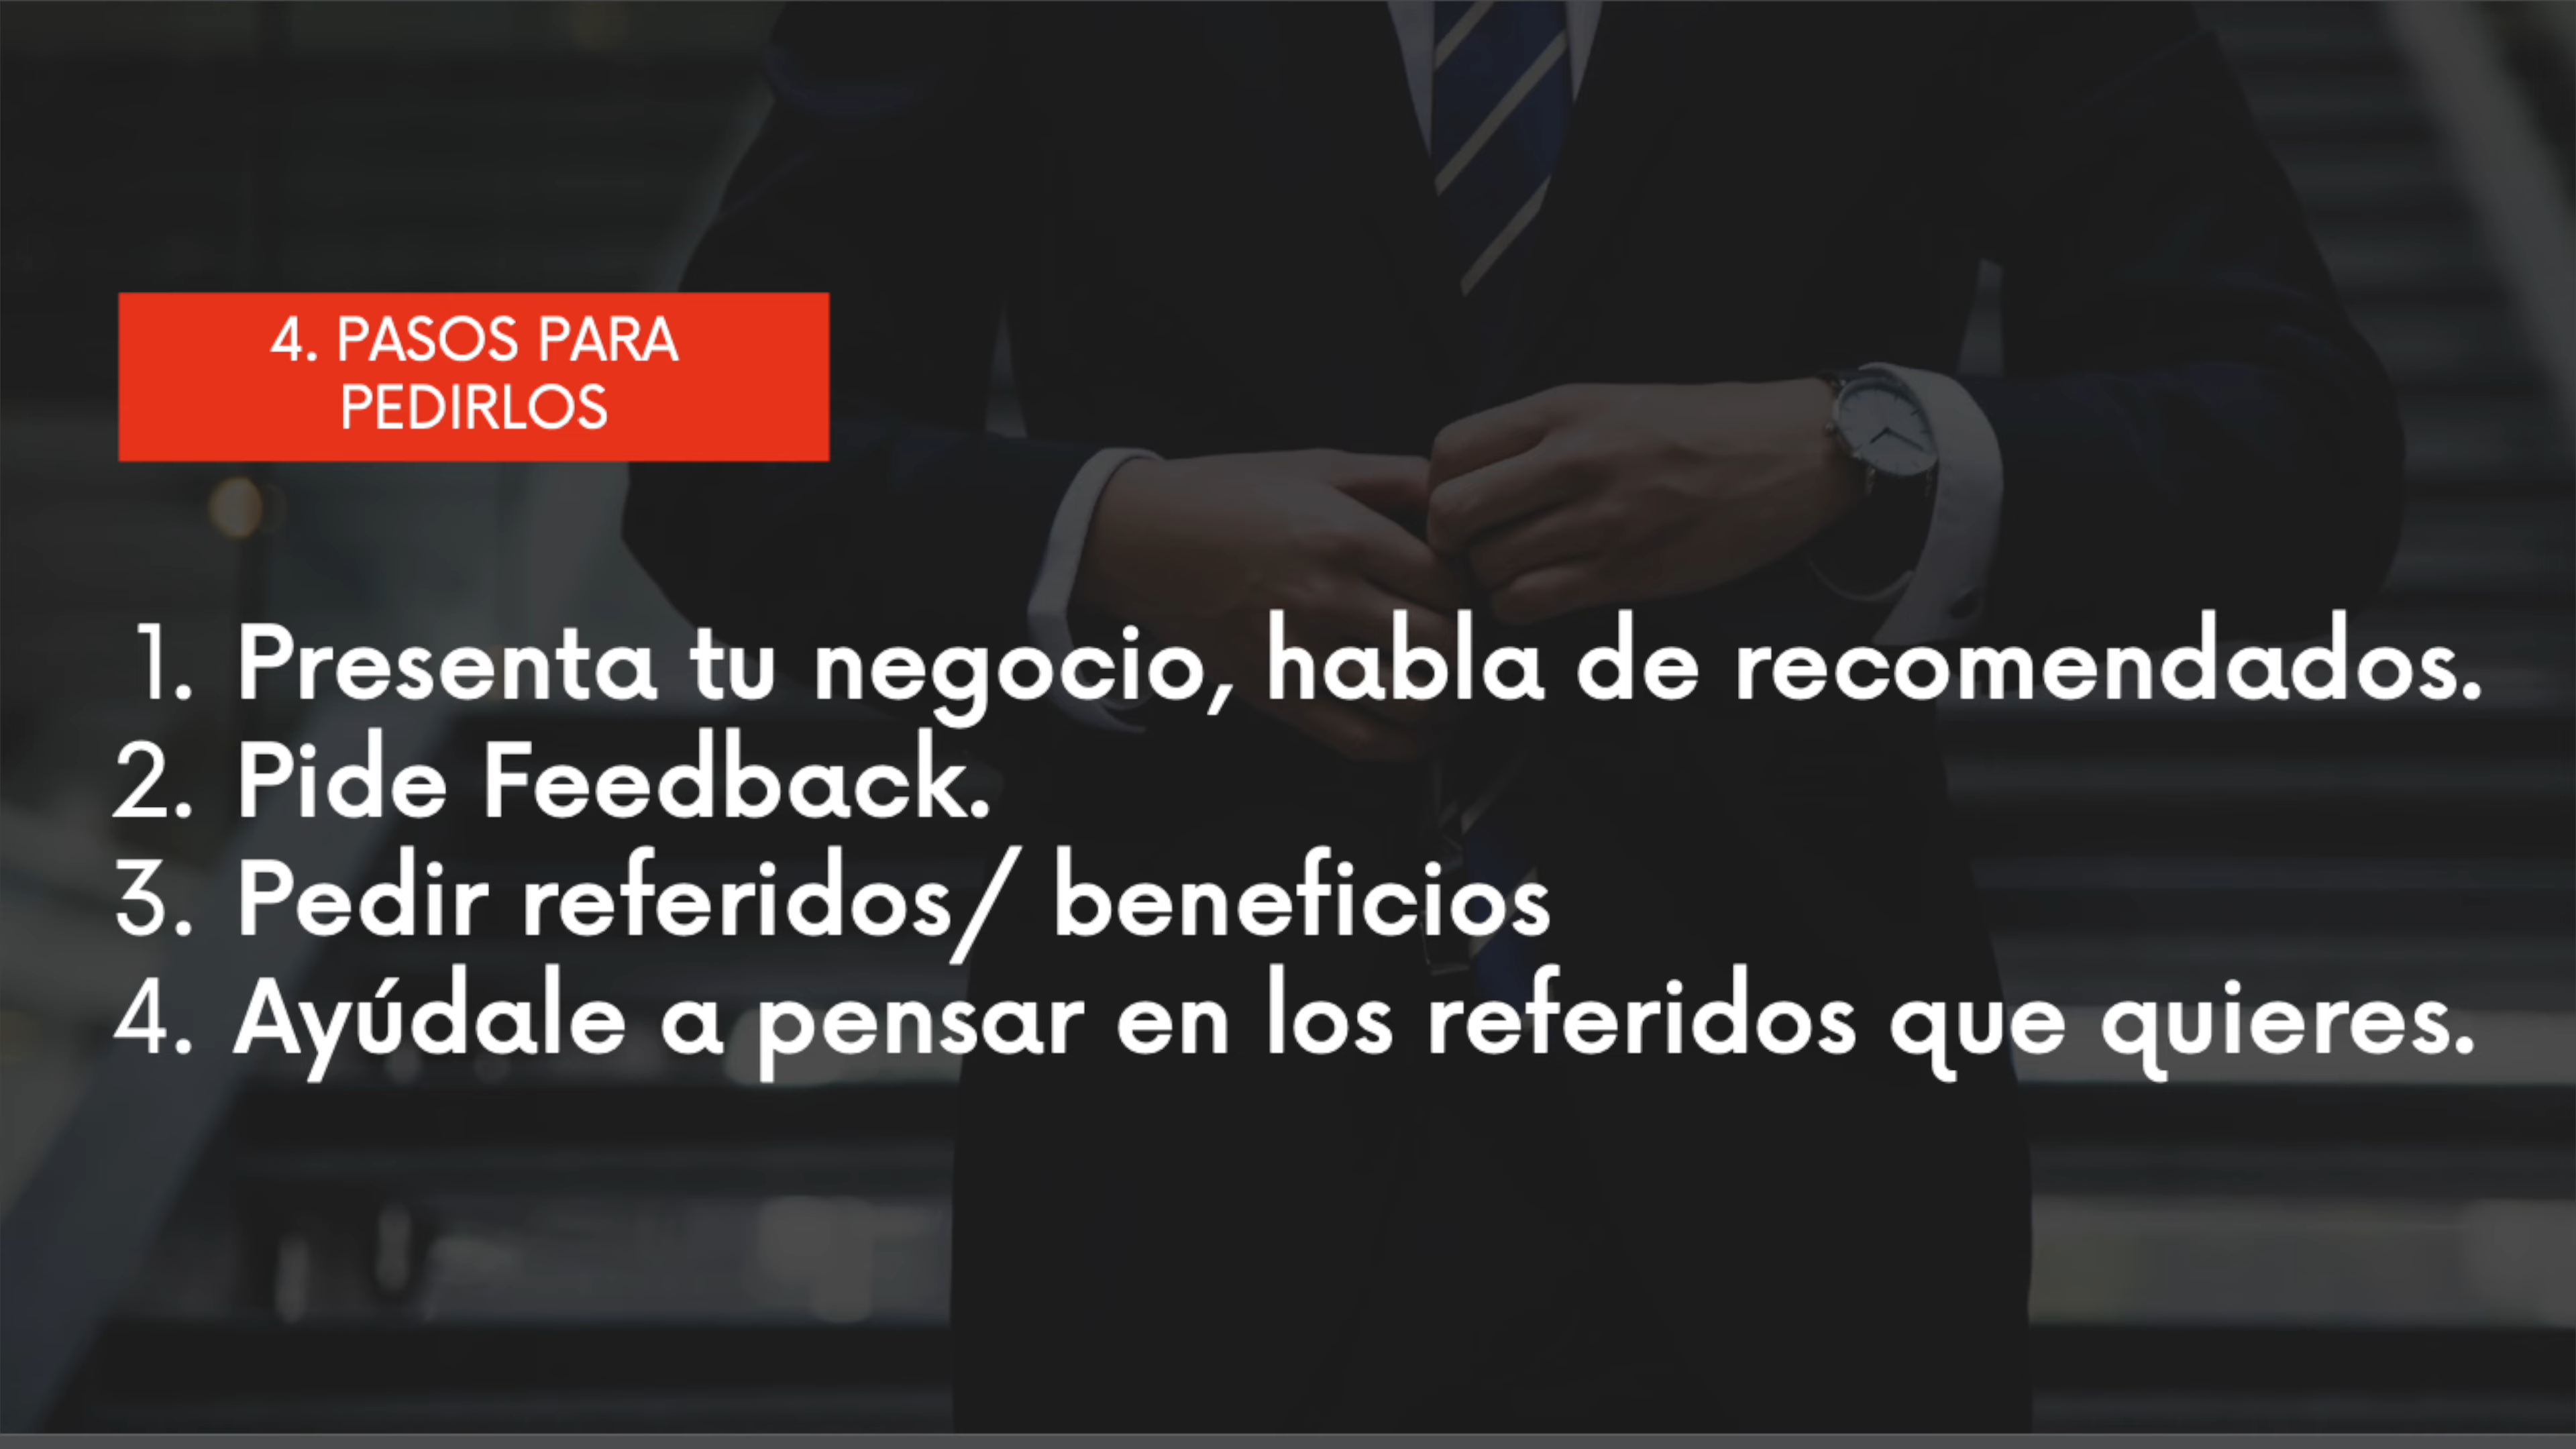 4. PASOS PARA
PEDIRLOS
1. Presenta tu negocio, habla de recomendados.
2. Pide Feedback.
3. Pedir referidos/ beneficios
4. Ayúdale a pensar en los referidos que quieres.